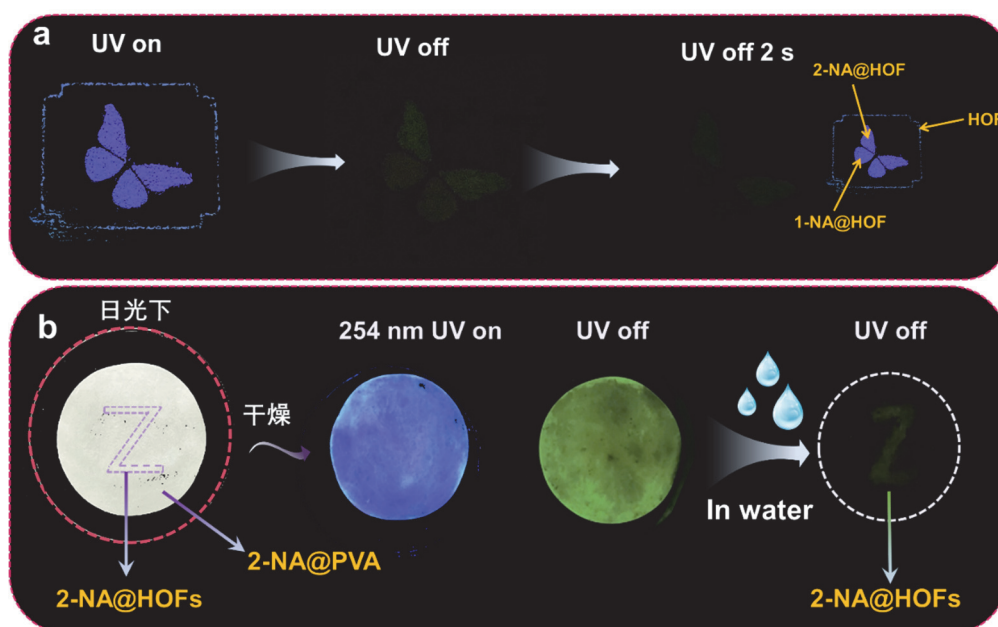 a
UV on
UV off
UV off 2 s
2-NA@HOF
HOF
1-NA@HOF
b
日光下
254 nm UV on
UV off
UV off
Z
干燥
In water
Z
2-NA@PVA
2-NA@HOFs
2-NA@HOFs